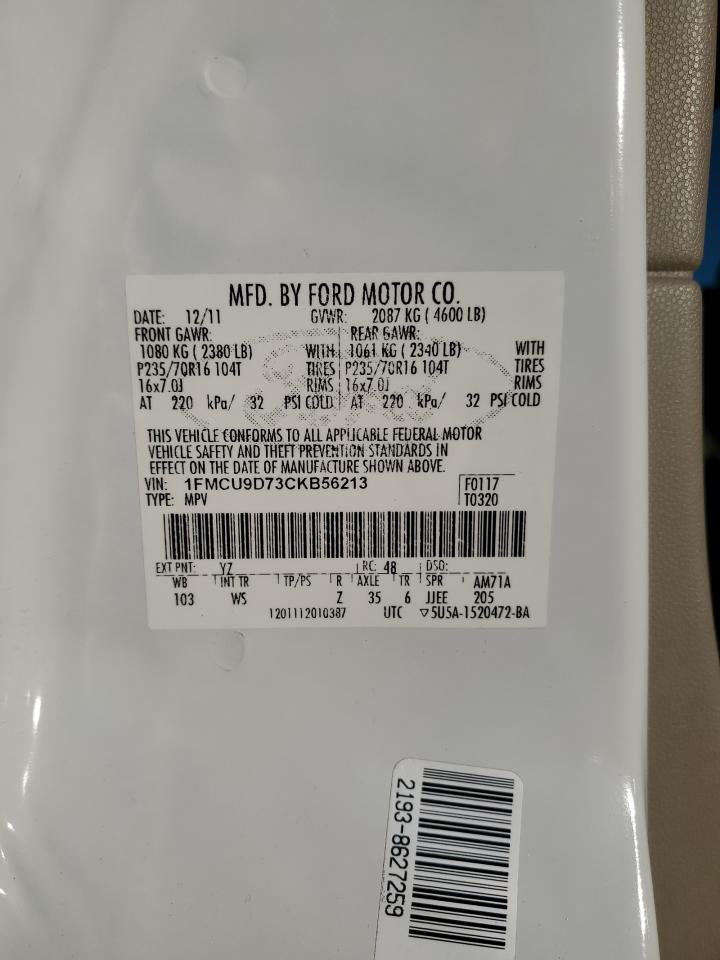 MFD. BY FORD MOTOR CO.
DATE: 12/11 GVWR: 2087 KG ( 4600 LB)
FRONT GAWR: REAR GAWR:
1080 KG ( 2380 LB) WITH 1061 KG ( 2340 LB) WITH
P235/70R16 104T TIRES P235/70R16 104T TIRES
16x7.0J RIMS 16x7.0J RIMS
AT 220 kPa/ 32 PSI COLD AT 220 kPa/ 32 PSI COLD
THIS VEHICLE CONFORMS TO ALL APPLICABLE FEDERAL MOTOR
VEHICLE SAFETY AND THEFT PREVENTION STANDARDS IN
EFFECT ON THE DATE OF MANUFACTURE SHOWN ABOVE.
VIN: 1FMCU9D73CKB56213 F0117
TYPE: MPV T0320
EXT PNT: YZ RC: 48 DSO:
WB INT TR TP/PS R AXLE TR SPR AM71A
103 WS Z 35 6 JJEE 205
1201112010387 UTC ▽5U5A-1520472-BA
2193-8627259